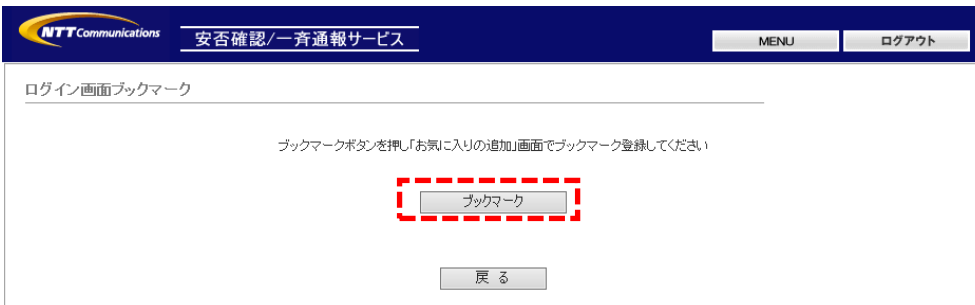 NTT Communications
安否確認/一斉通報サービス
MENU
ログアウト
ログイン画面ブックマーク
ブックマークボタンを押し「お気に入りの追加」画面でブックマーク登録してください
ブックマーク
戻 る